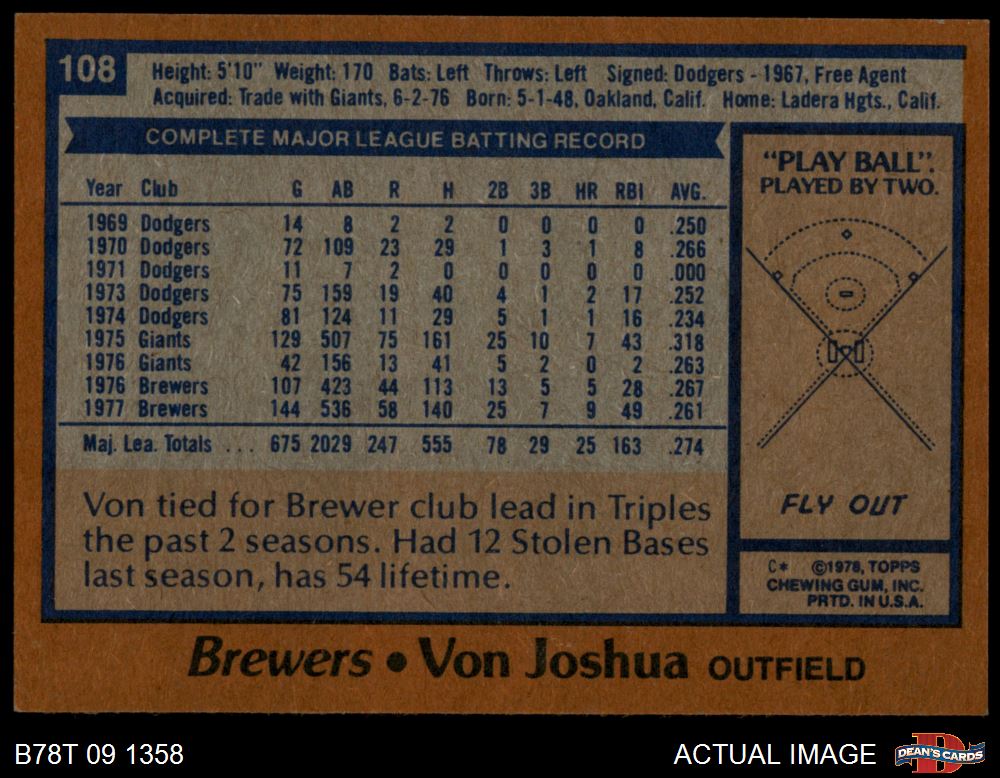 108
Height: 5'10" Weight: 170 Bats: Left Throws: Left Signed: Dodgers - 1967, Free Agent
Acquired: Trade with Giants, 6-2-76 Born: 5-1-48, Oakland, Calif. Home: Ladera Hgts., Calif.
COMPLETE MAJOR LEAGUE BATTING RECORD
Year Club G AB R H 2B 3B HR RBI AVG.
1969 Dodgers 14 8 2 2 0 0 0 0 .250
1970 Dodgers 72 109 23 29 1 3 1 8 .266
1971 Dodgers 11 7 2 0 0 0 0 0 .000
1973 Dodgers 75 159 19 40 4 1 2 17 .252
1974 Dodgers 81 124 11 29 5 1 1 16 .234
1975 Giants 129 507 75 161 25 10 7 43 .318
1976 Giants 42 156 13 41 5 2 0 2 .263
1976 Brewers 107 423 44 113 13 5 5 28 .267
1977 Brewers 144 536 58 140 25 7 9 49 .261
Maj. Lea. Totals ... 675 2029 247 555 78 29 25 163 .274
Von tied for Brewer club lead in Triples
the past 2 seasons. Had 12 Stolen Bases
last season, has 54 lifetime.
"PLAY BALL".
PLAYED BY TWO.
FLY OUT
C* ©1978, TOPPS
CHEWING GUM, INC.
PRTD. IN U.S.A.
Brewers • Von Joshua OUTFIELD
B78T 09 1358
ACTUAL IMAGE
D
DEAN'S CARDS